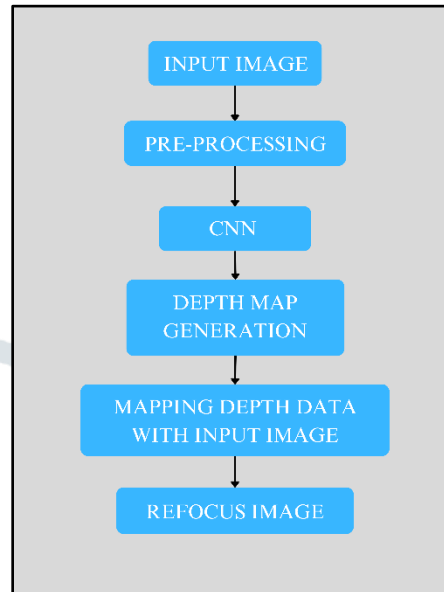 INPUT IMAGE
PRE-PROCESSING
CNN
DEPTH MAP
GENERATION
MAPPING DEPTH DATA
WITH INPUT IMAGE
REFOCUS IMAGE